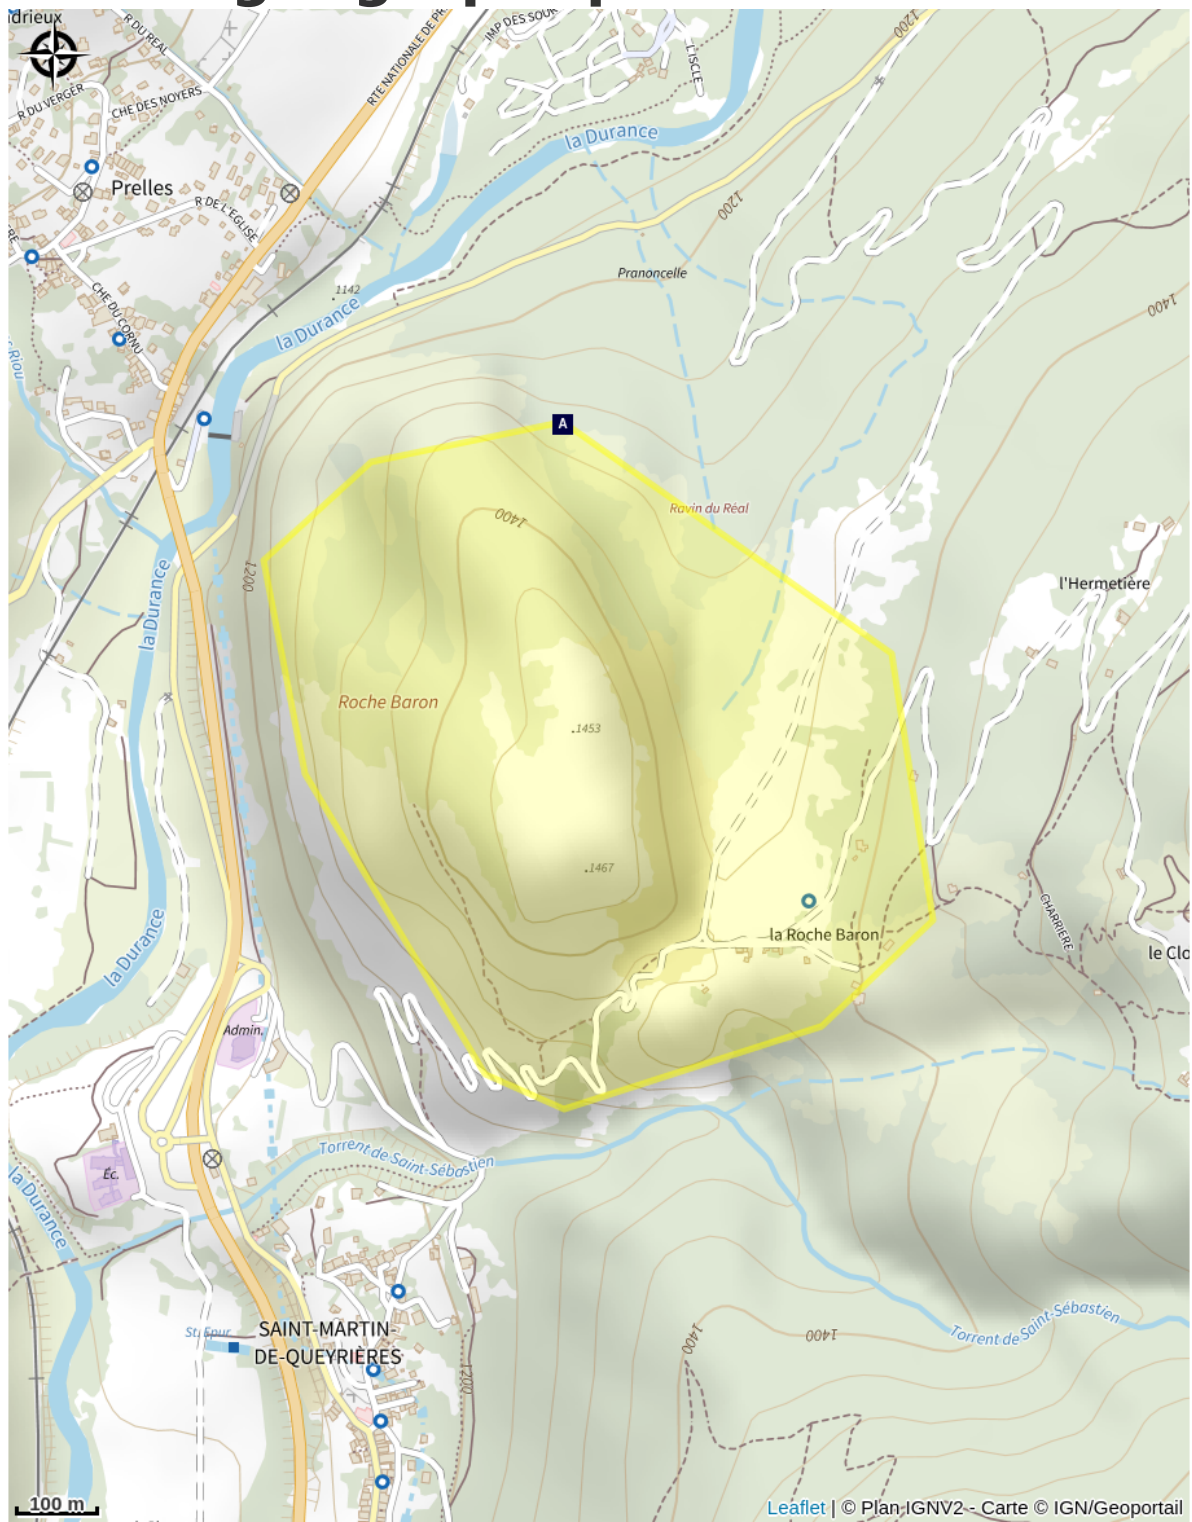 drieux
R DU REAL
IMP DES SOUR
L'ISCLE
1200
R DU VERGER
CHE DES NOYERS
RTE NATIONALE DE PR
la Durance
Prelles
R DE L'EGLISE
1200
Pranoncelle
1142
CHE DU CORNU
la Durance
1400
Riou
A
1400
Ravin du Réal
1200
l'Hermetière
la Durance
Roche Baron
1453
1467
CHARRIERE
la Roche Baron
le Clo
la Durance
Admin.
Torrent de Saint-Sébastien
Éc.
la Durance
St. Épur.
SAINT-MARTIN-
DE-QUEYRIÈRES
1400
1400
Torrent de Saint-Sébastien
1200
100 m
Leaflet | © Plan IGNV2 - Carte © IGN/Geoportail